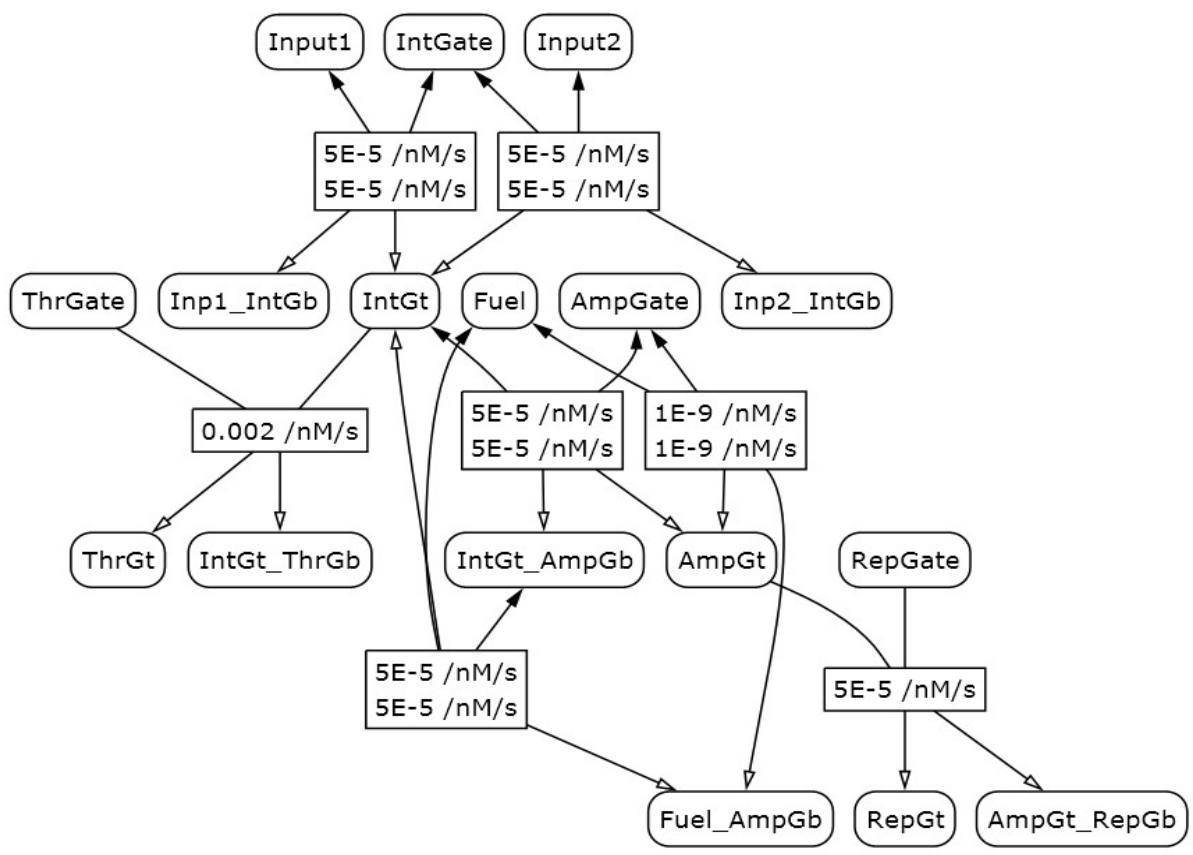 Input1
IntGate
Input2
5E-5 /nM/s
5E-5 /nM/s
5E-5 /nM/s
5E-5 /nM/s
ThrGate
Inp1_IntGb
IntGt
Fuel
AmpGate
Inp2_IntGb
0.002 /nM/s
5E-5 /nM/s
5E-5 /nM/s
1E-9 /nM/s
1E-9 /nM/s
ThrGt
IntGt_ThrGb
IntGt_AmpGb
AmpGt
RepGate
5E-5 /nM/s
5E-5 /nM/s
5E-5 /nM/s
Fuel_AmpGb
RepGt
AmpGt_RepGb